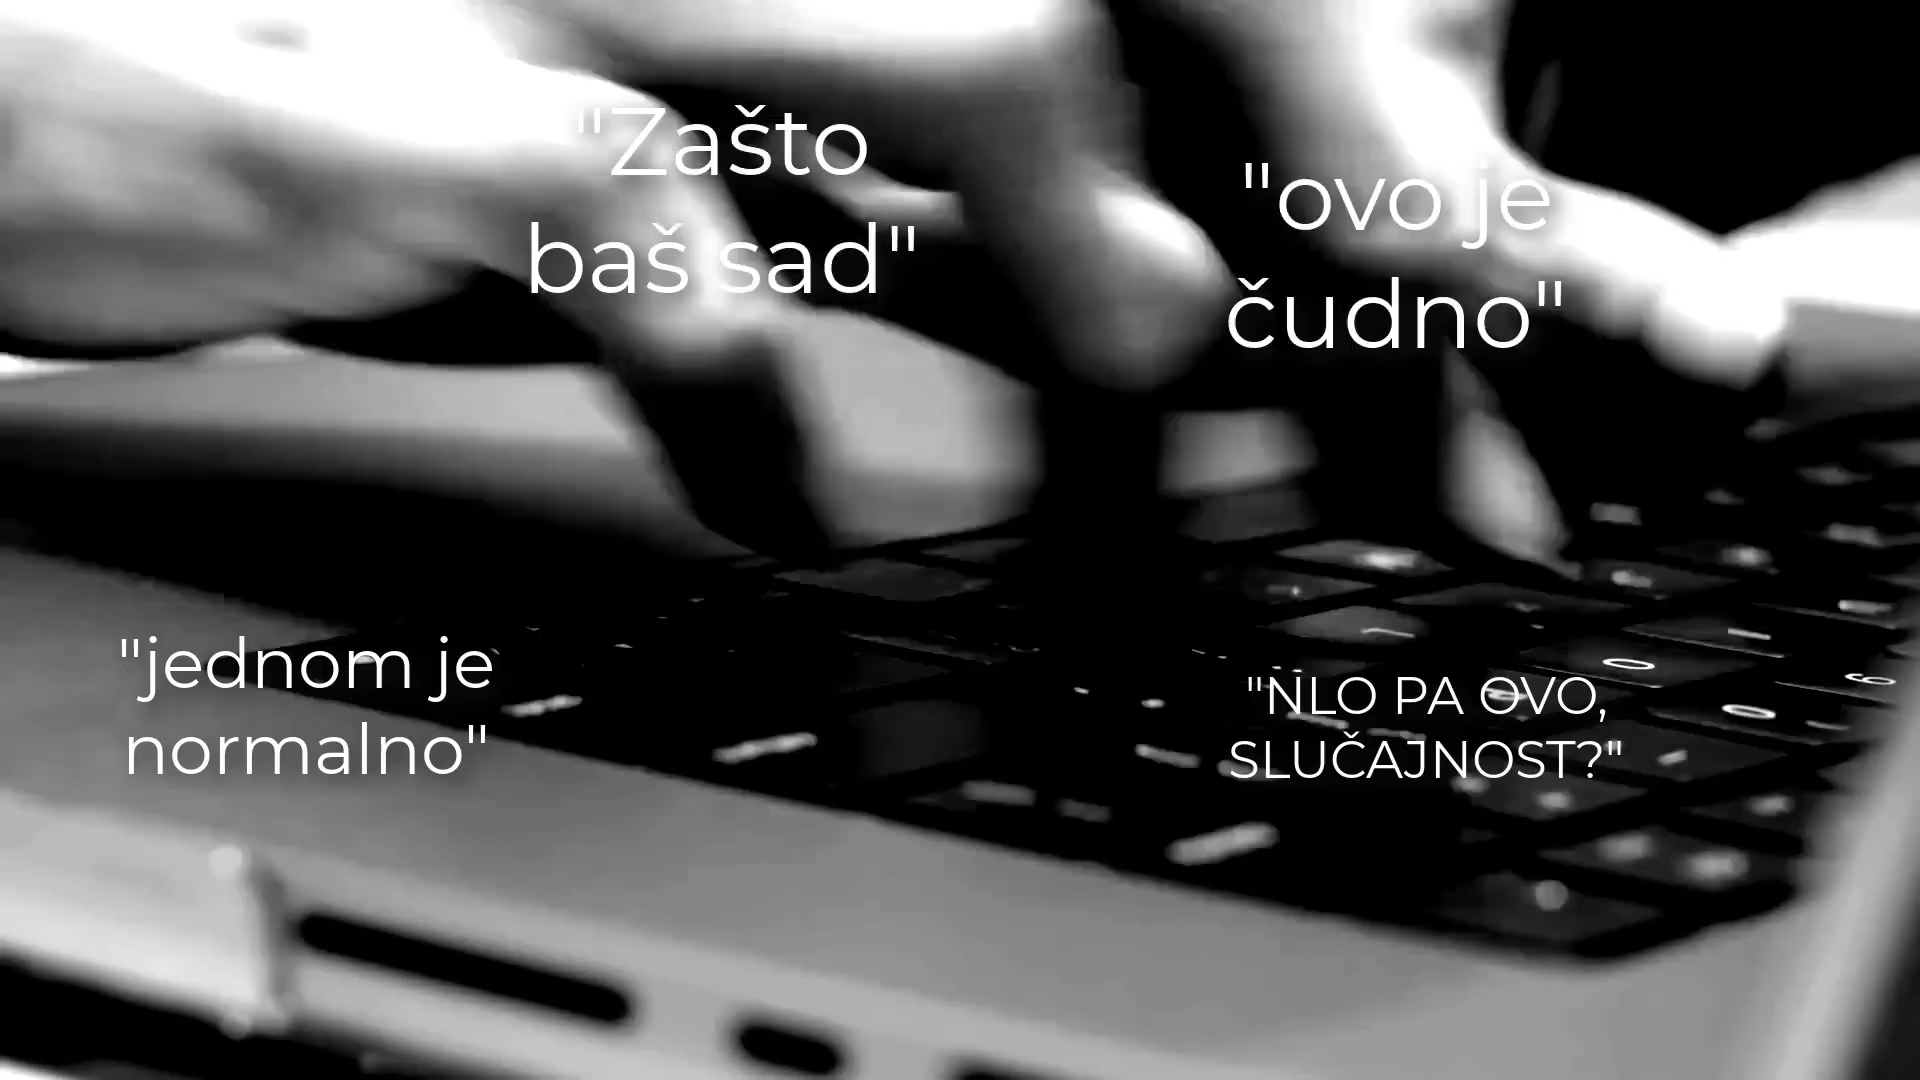 "Zašto
baš sad"
"ovo je
čudno"
"jednom je
normalno"
"NLO PA OVO,
SLUČAJNOST?"